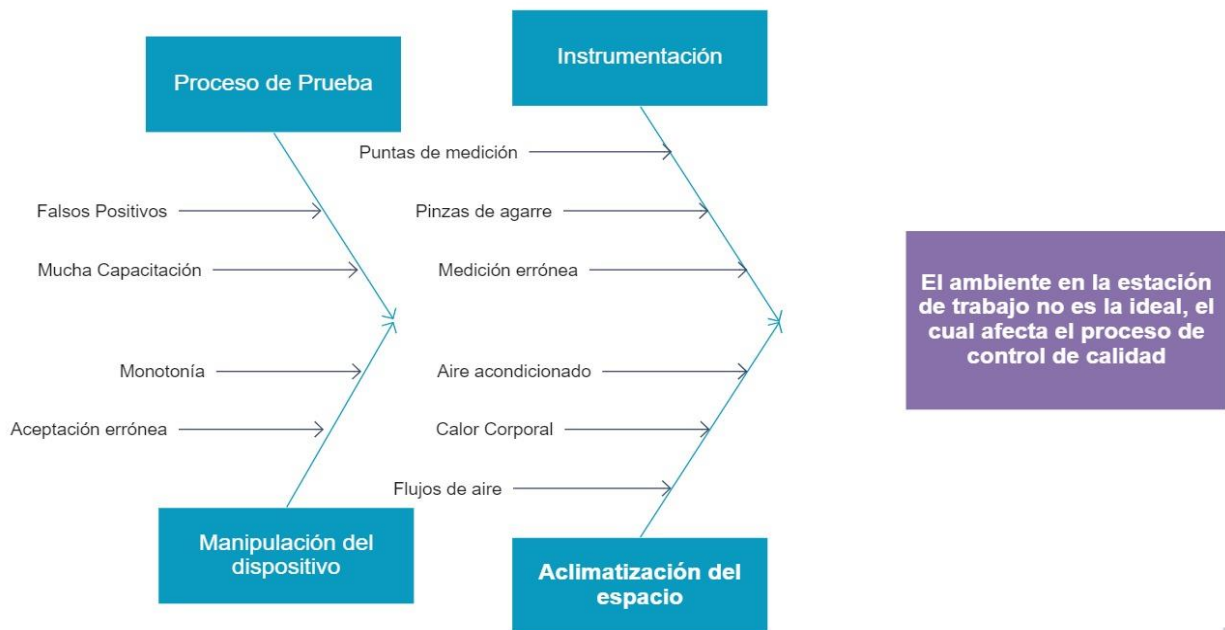 Proceso de Prueba
Instrumentación
Falsos Positivos
Mucha Capacitación
Puntas de medición
Pinzas de agarre
Medición errónea
El ambiente en la estación
de trabajo no es la ideal, el
cual afecta el proceso de
control de calidad
Monotonía
Aceptación errónea
Aire acondicionado
Calor Corporal
Flujos de aire
Manipulación del
dispositivo
Aclimatización del
espacio